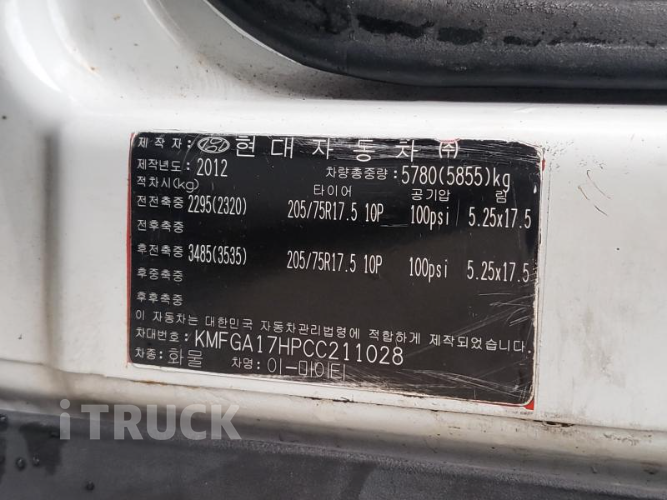 제작자: 현대자동차㈜
제작년도: 2012 차량총중량: 5780(5855)kg
적차시(kg) 타이어 공기압 림
전전축중 2295(2320) 205/75R17.5 10P 100psi 5.25x17.5
전후축중
후전축중 3485(3535) 205/75R17.5 10P 100psi 5.25x17.5
후중축중
후후축중
이 자동차는 대한민국 자동차관리법령에 적합하게 제작되었습니다.
차대번호: KMFGA17HPCC211028
차종: 화물 차명: 이-마이티
iTRUCK